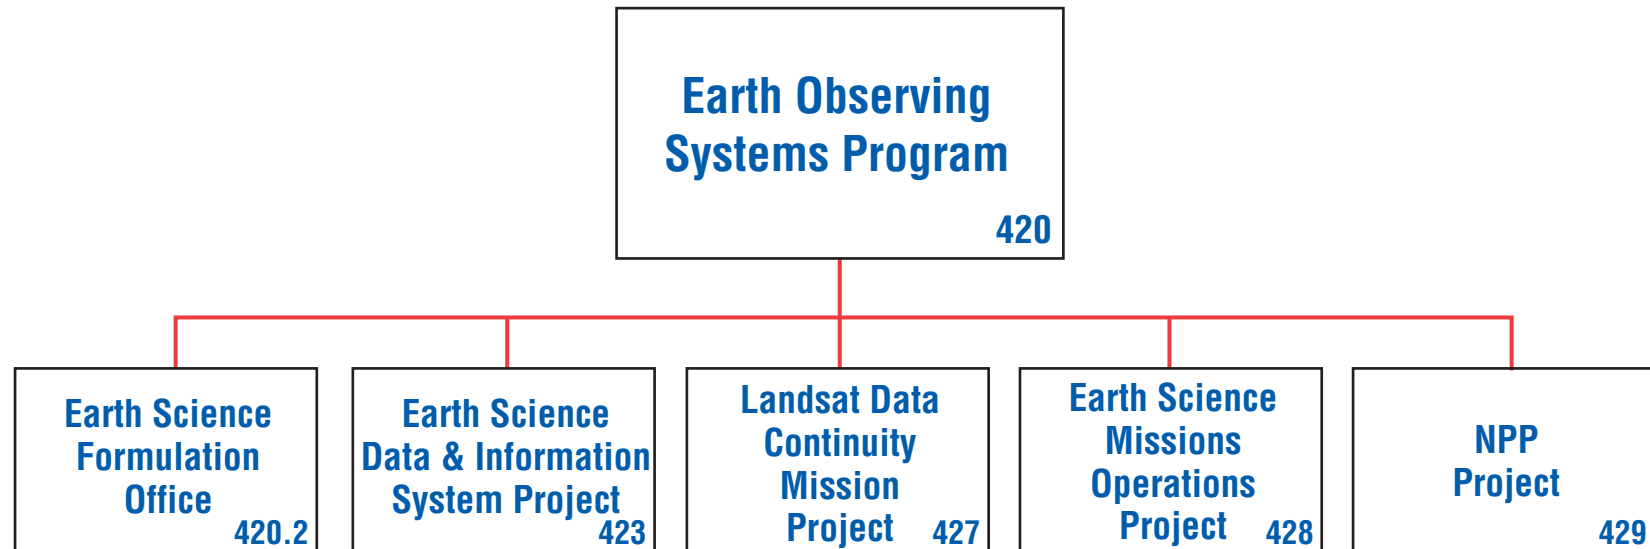 Earth Observing
Systems Program
420
Earth Science
Formulation
Office
420.2
Earth Science
Data & Information
System Project
423
Landsat Data
Continuity
Mission
Project
427
Earth Science
Missions
Operations
Project
428
NPP
Project
429